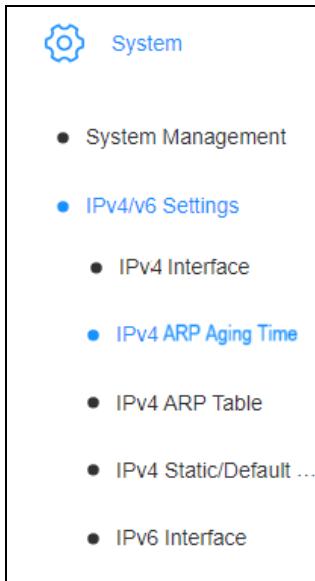 System
System Management
IPv4/v6 Settings
IPv4 Interface
IPv4 ARP Aging Time
IPv4 ARP Table
IPv4 Static/Default ...
IPv6 Interface